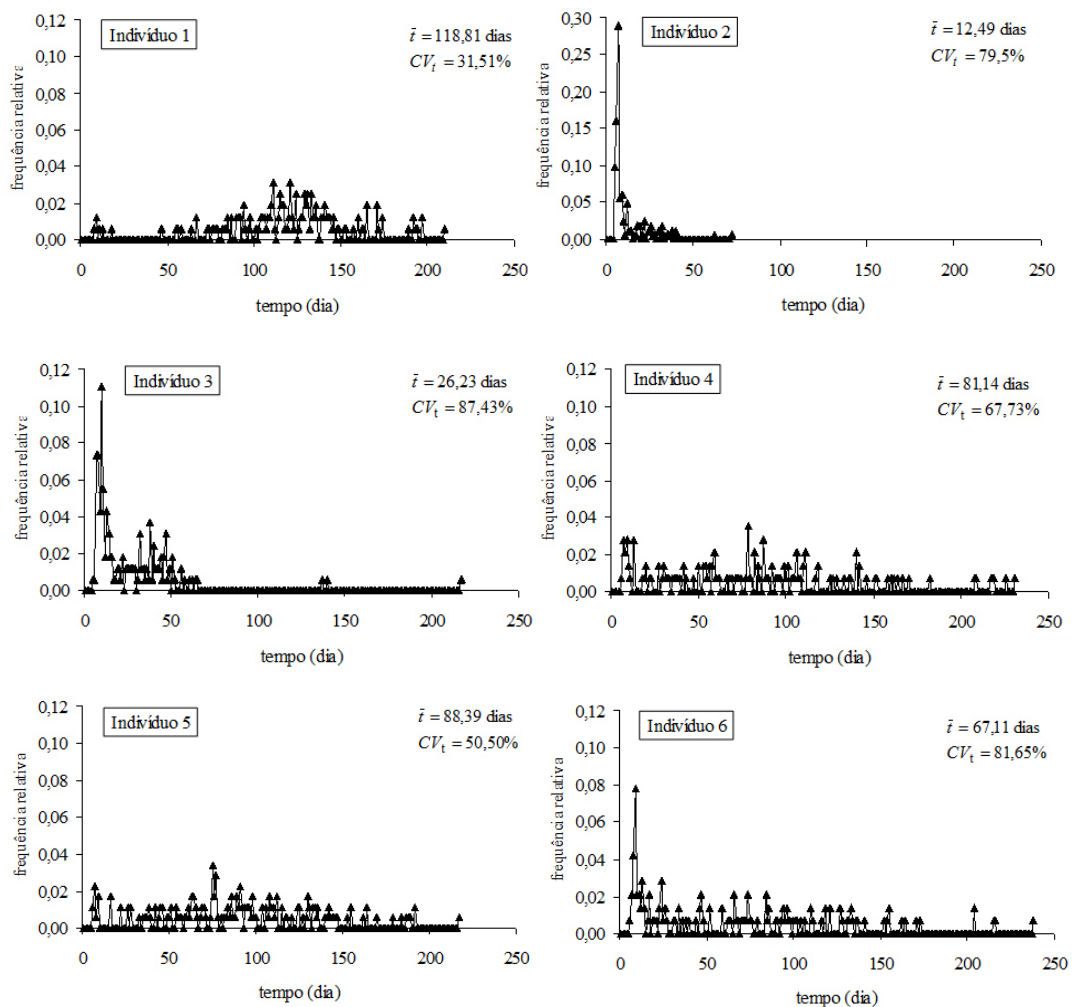 Indivíduo 1
t̄ = 118,81 dias
CV_t = 31,51%
frequência relativa
0,12
0,10
0,08
0,06
0,04
0,02
0,00
0 50 100 150 200 250
tempo (dia)
Indivíduo 2
t̄ = 12,49 dias
CV_t = 79,5%
frequência relativa
0,30
0,25
0,20
0,15
0,10
0,05
0,00
0 50 100 150 200 250
tempo (dia)
Indivíduo 3
t̄ = 26,23 dias
CV_t = 87,43%
frequência relativa
0,12
0,10
0,08
0,06
0,04
0,02
0,00
0 50 100 150 200 250
tempo (dia)
Indivíduo 4
t̄ = 81,14 dias
CV_t = 67,73%
frequência relativa
0,12
0,10
0,08
0,06
0,04
0,02
0,00
0 50 100 150 200 250
tempo (dia)
Indivíduo 5
t̄ = 88,39 dias
CV_t = 50,50%
frequência relativa
0,12
0,10
0,08
0,06
0,04
0,02
0,00
0 50 100 150 200 250
tempo (dia)
Indivíduo 6
t̄ = 67,11 dias
CV_t = 81,65%
frequência relativa
0,12
0,10
0,08
0,06
0,04
0,02
0,00
0 50 100 150 200 250
tempo (dia)